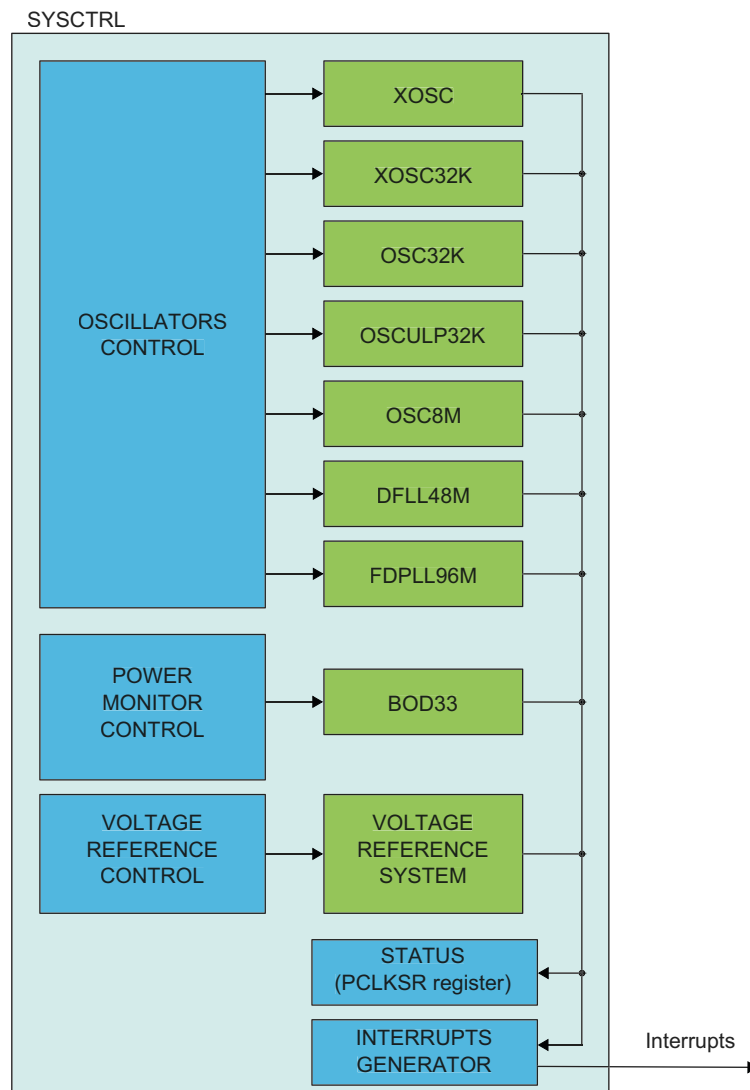 SYSCTRL
XOSC
XOSC32K
OSC32K
OSCILLATORS
CONTROL
OSCULP32K
OSC8M
DFLL48M
FDPLL96M
POWER
MONITOR
CONTROL
BOD33
VOLTAGE
REFERENCE
CONTROL
VOLTAGE
REFERENCE
SYSTEM
STATUS
(PCLKSR register)
INTERRUPTS
GENERATOR
Interrupts